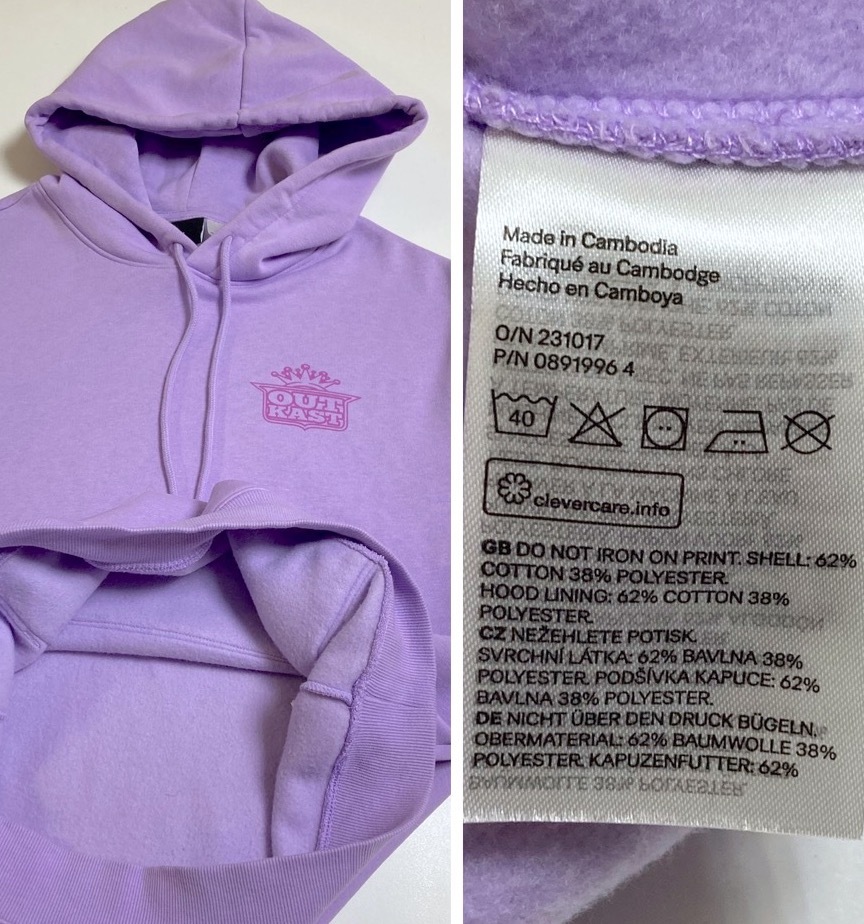 OUT
KAST
Made in Cambodia
Fabriqué au Cambodge
Hecho en Camboya
O/N 231017
P/N 0891996 4
40
clevercare.info
GB DO NOT IRON ON PRINT. SHELL: 62%
COTTON 38% POLYESTER.
HOOD LINING: 62% COTTON 38%
POLYESTER.
CZ NEŽEHLETE POTISK.
SVRCHNÍ LÁTKA: 62% BAVLNA 38%
POLYESTER. PODŠÍVKA KAPUCE: 62%
BAVLNA 38% POLYESTER.
DE NICHT ÜBER DEN DRUCK BÜGELN.
OBERMATERIAL: 62% BAUMWOLLE 38%
POLYESTER. KAPUZENFUTTER: 62%
BAUMWOLLE 38% POLYESTER.